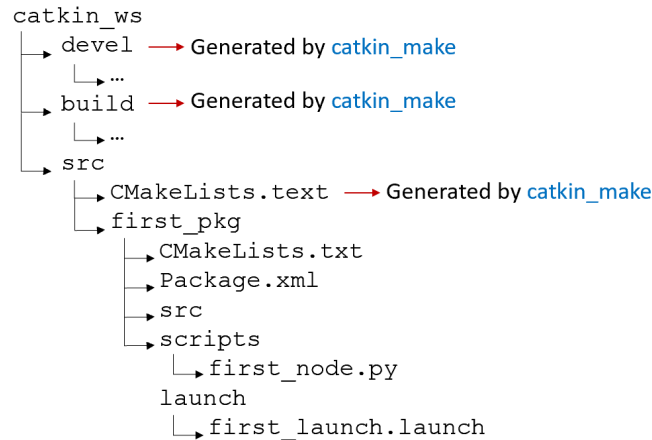 catkin_ws
devel Generated by catkin_make
...
build Generated by catkin_make
...
src
CMakeLists.text Generated by catkin_make
first_pkg
CMakeLists.txt
Package.xml
src
scripts
first_node.py
launch
first_launch.launch